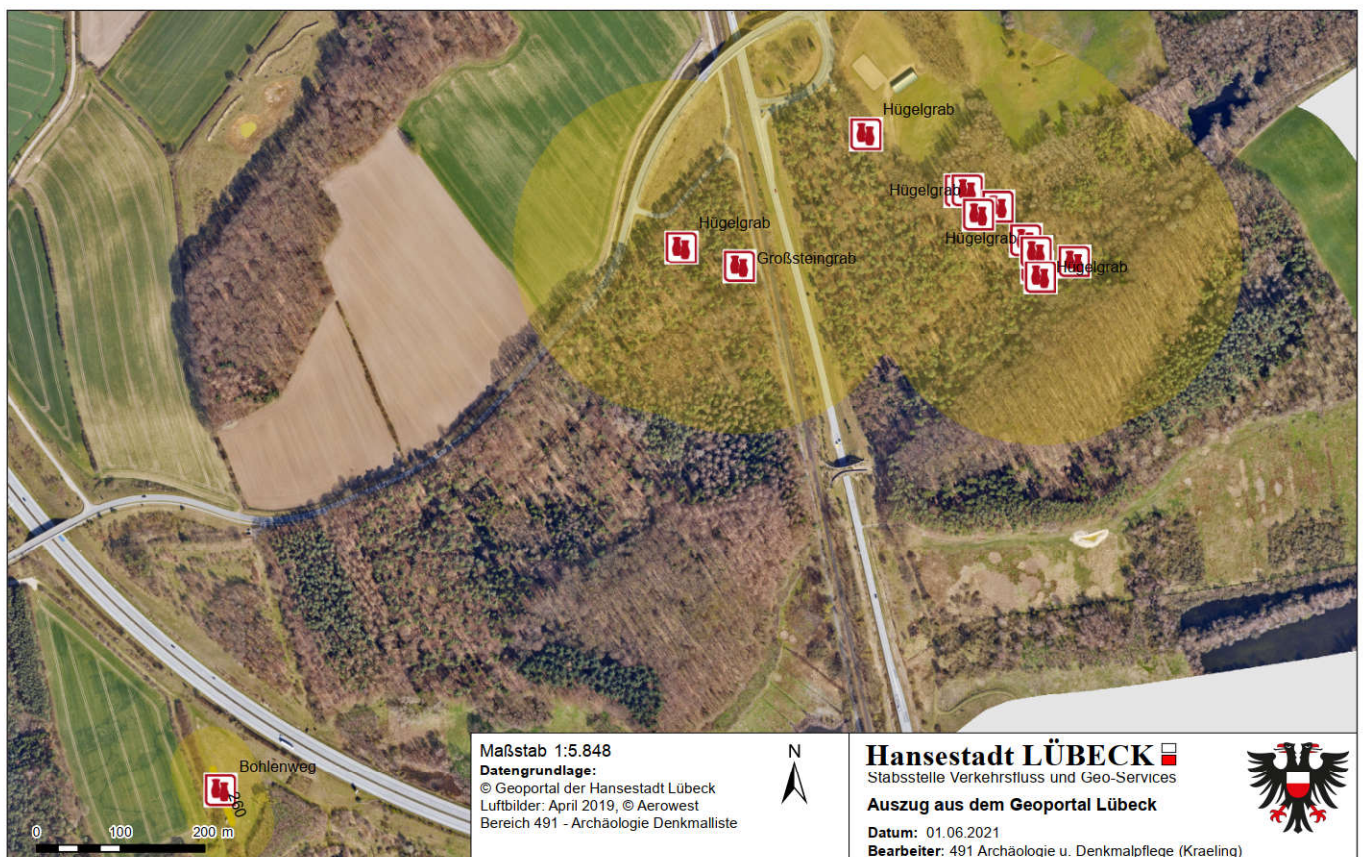 Hügelgrab
Hügelgrab
Hügelgrab
Hügelgrab
Großsteingrab
Hügelgrab
Hügelgrab
Bohlenweg
260
0 100 200 m
Maßstab 1:5.848
Datengrundlage:
© Geoportal der Hansestadt Lübeck
Luftbilder: April 2019, © Aerowest
Bereich 491 - Archäologie Denkmalliste
N
Hansestadt LÜBECK
Stabsstelle Verkehrsfluss und Geo-Services
Auszug aus dem Geoportal Lübeck
Datum: 01.06.2021
Bearbeiter: 491 Archäologie u. Denkmalpflege (Kraeling)